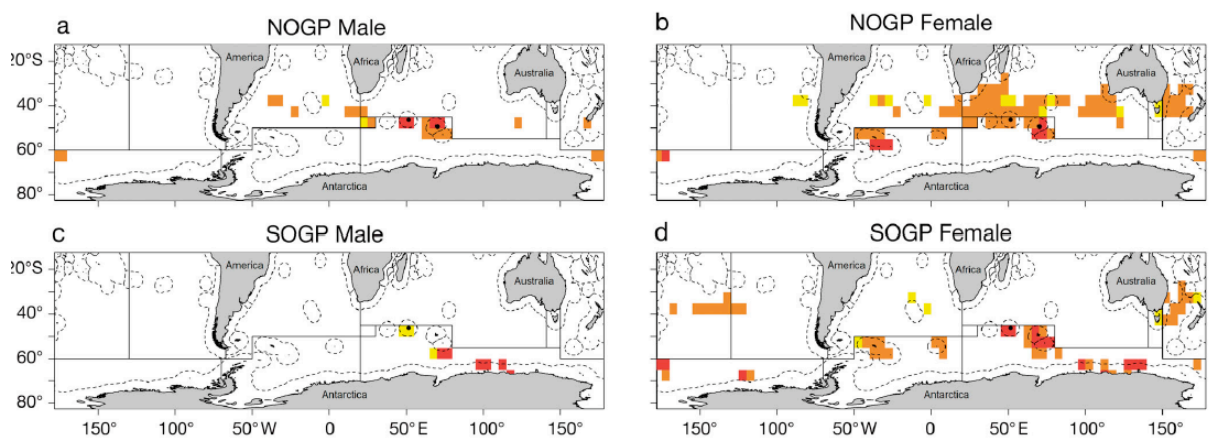 a NOGP Male
b NOGP Female
America Africa Australia
America Africa Australia
20°S
40°
60°
80°
Antarctica
Antarctica
c SOGP Male
d SOGP Female
America Africa Australia
America Africa Australia
20°S
40°
60°
80°
Antarctica
Antarctica
150° 100° 50°W 0 50°E 100° 150°
150° 100° 50°W 0 50°E 100° 150°